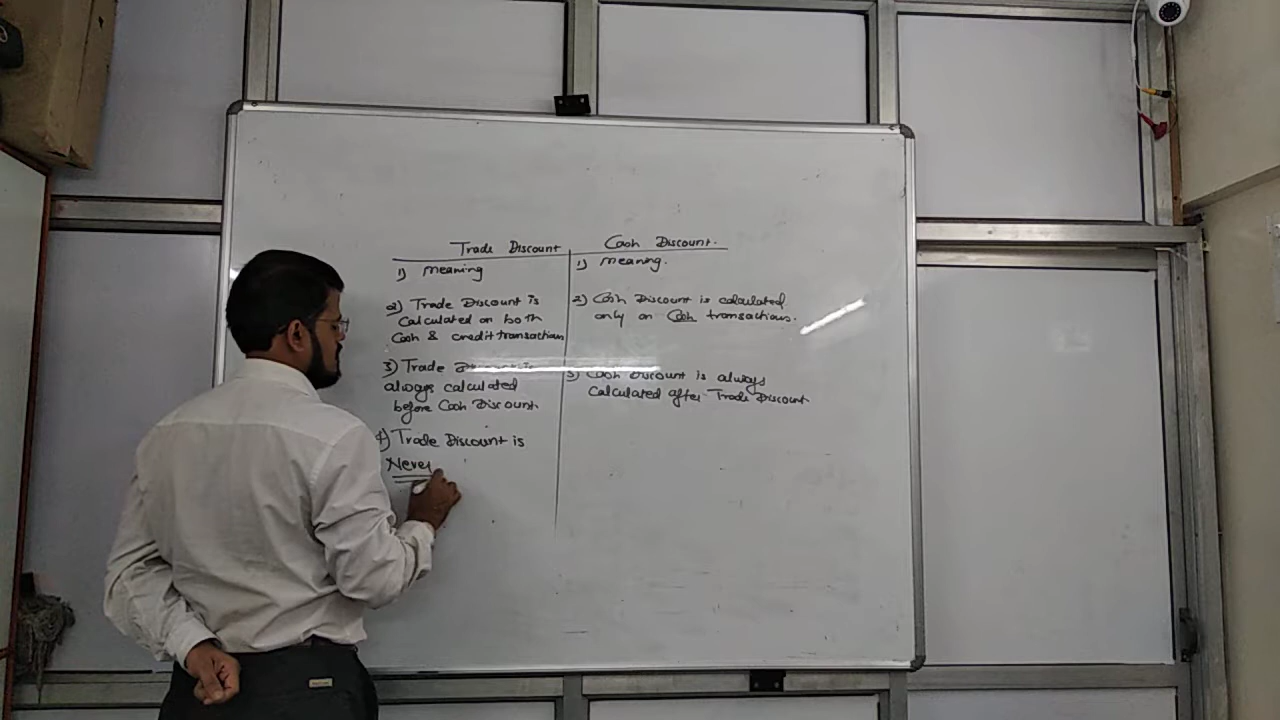 Trade Discount
1) Meaning
2) Trade Discount is
Calculated on both
Cash & credit transactions
3) Trade
always calculated
before Cash Discount
4) Trade Discount is
Never
Cash Discount.
1) Meaning.
2) Cash Discount is calculated
only on Cash transactions.
3) Cash Discount is always
Calculated after Trade Discount